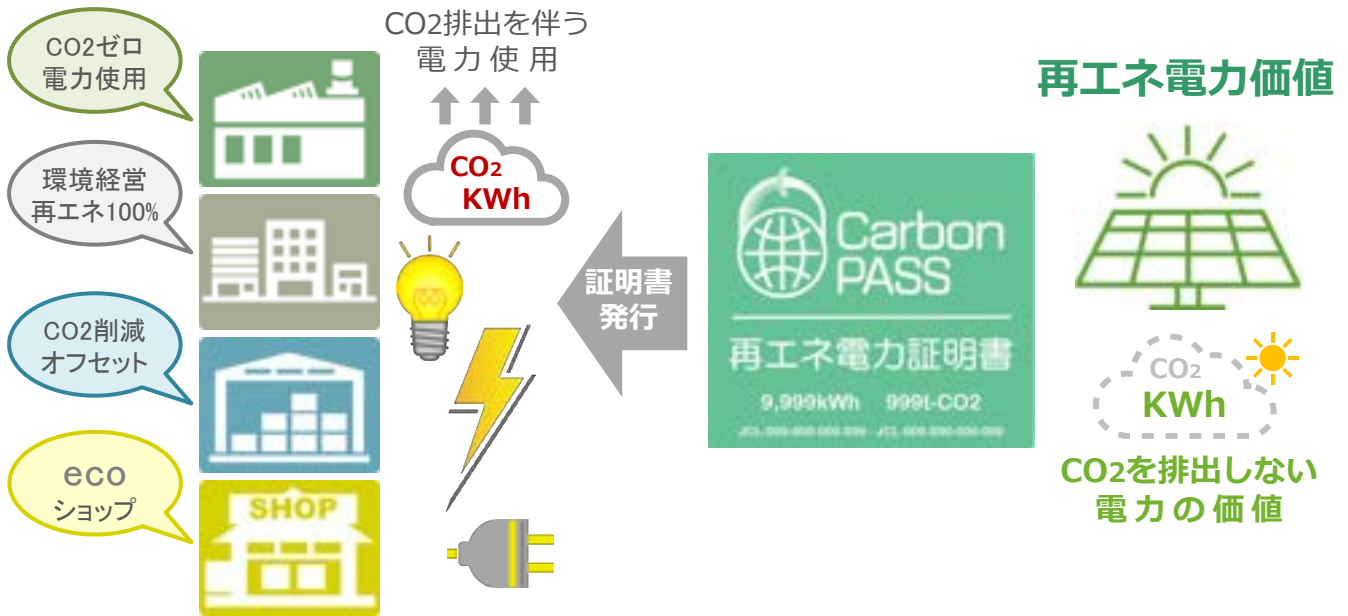 CO2ゼロ
電力使用
環境経営
再エネ100%
CO2削減
オフセット
eco
ショップ
SHOP
CO2排出を伴う
電力使用
CO2
KWh
証明書
発行
Carbon
PASS
再エネ電力証明書
9,999kWh 999t-CO2
再エネ電力価値
CO2
KWh
CO2を排出しない
電力の価値